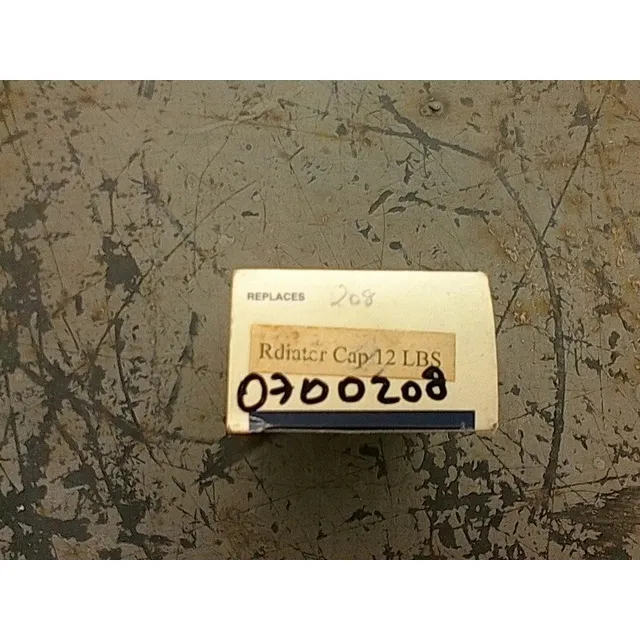 REPLACES 208
Rdiator Cap 12 LBS
0700208